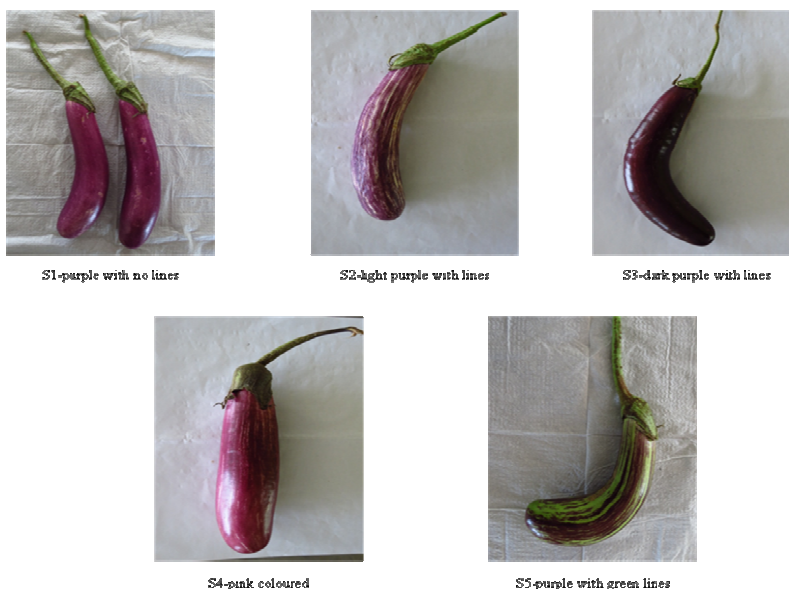 S1-purple with no lines
S2-light purple with lines
S3-dark purple with lines
S4-pink coloured
S5-purple with green lines